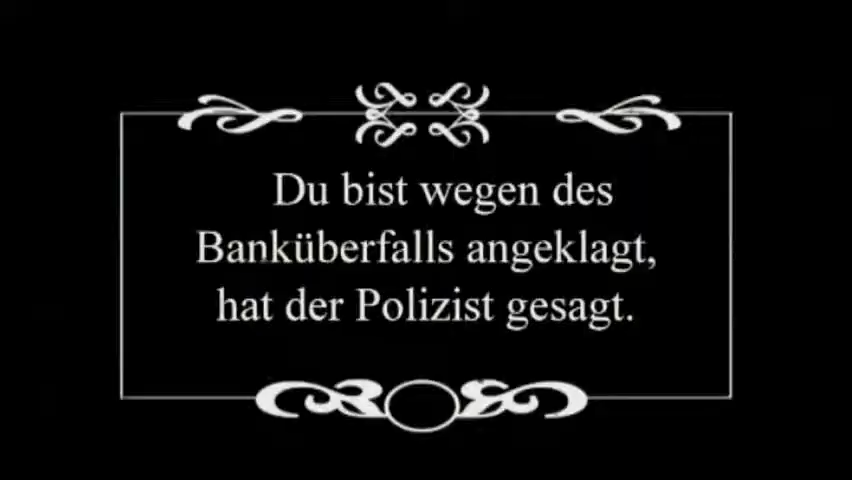 Du bist wegen des
Banküberfalls angeklagt,
hat der Polizist gesagt.